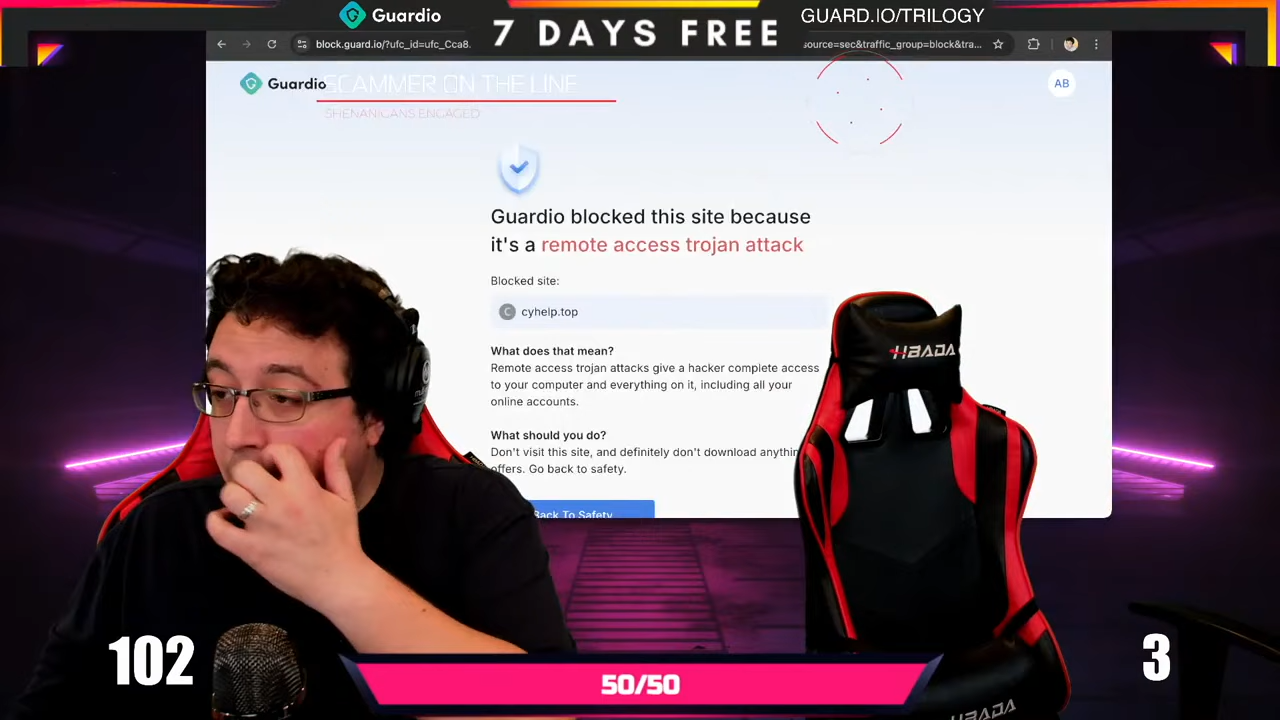 Guardio
7 DAYS FREE
GUARD.IO/TRILOGY
block.guard.io/?ufc_id=ufc_Cca8.
source=sec&traffic_group=block&tra...
Guardio
SCAMMER ON THE LINE
SHENANIGANS ENGAGED
AB
Guardio blocked this site because
it's a remote access trojan attack
Blocked site:
C cyhelp.top
What does that mean?
Remote access trojan attacks give a hacker complete access
to your computer and everything on it, including all your
online accounts.
What should you do?
Don't visit this site, and definitely don't download anythin
offers. Go back to safety.
Back To Safety
HBADA
102
3
50/50
HBADA